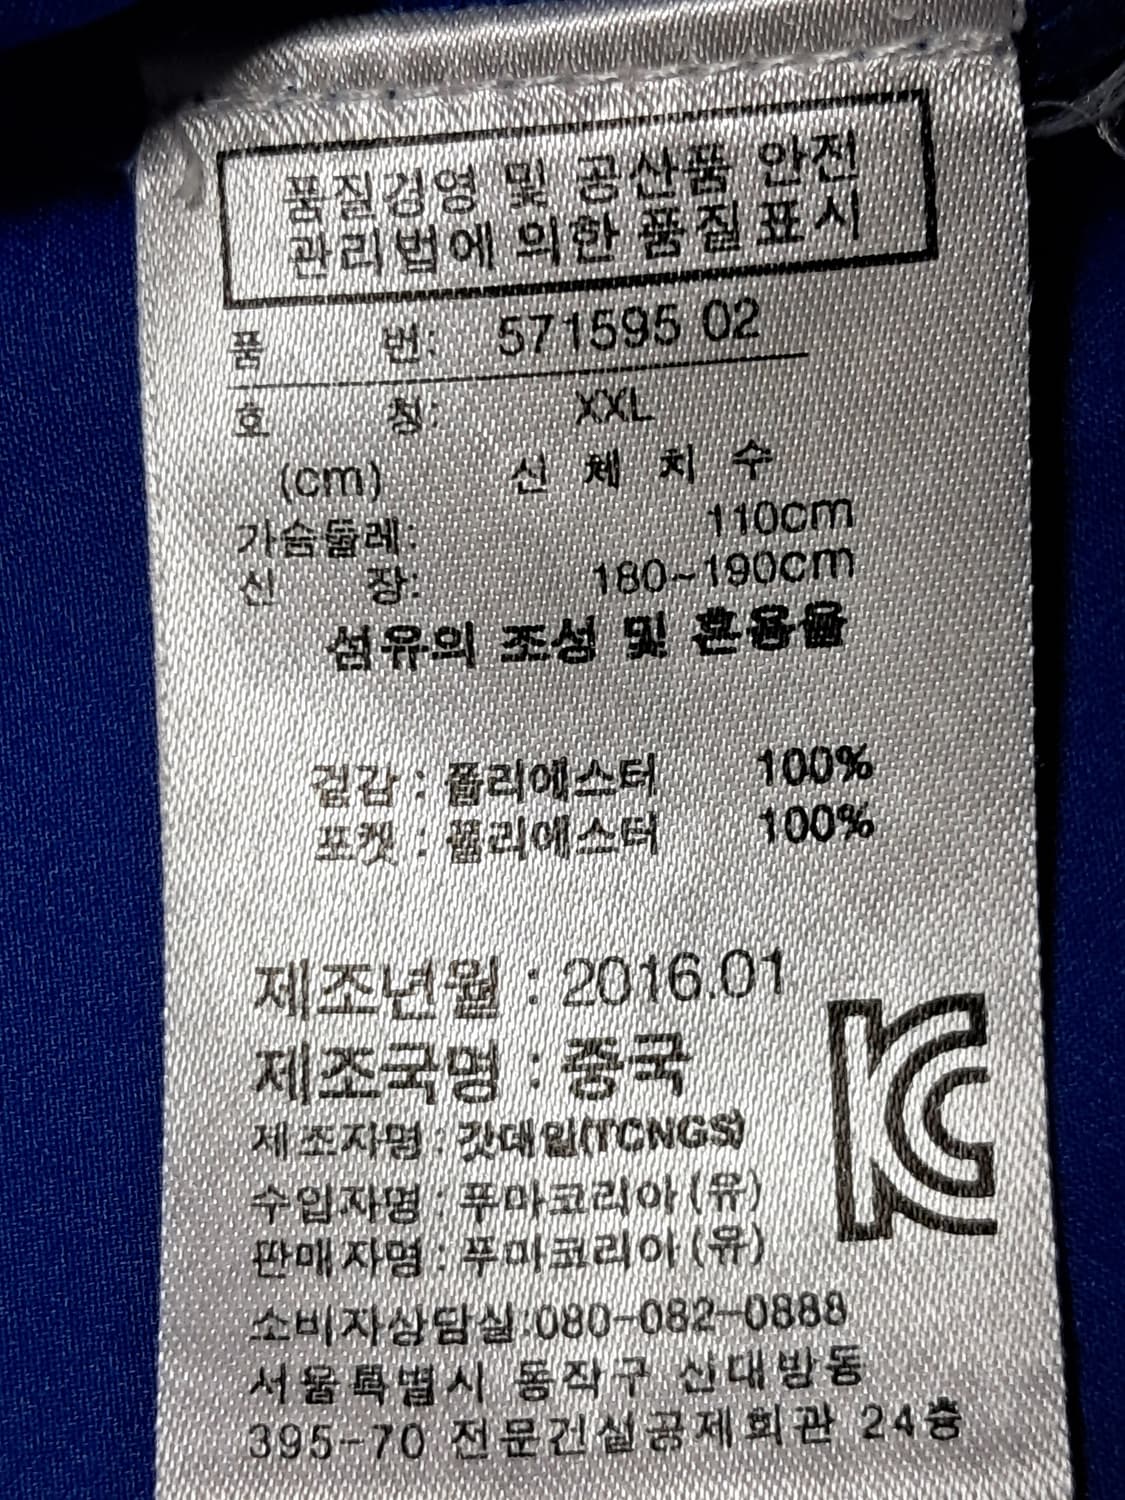 품질경영 및 공산품 안전
관리법에 의한 품질표시
품 번: 571595 02
호 칭: XXL
(cm) 신 체 치 수
가슴둘레: 110cm
신 장: 180~190cm
섬유의 조성 및 혼용율
겉감 : 폴리에스터 100%
포켓 : 폴리에스터 100%
제조년월 : 2016.01
제조국명 : 중국
제조자명 : 갓대일(TCNGS)
수입자명 : 푸마코리아(유)
판매자명 : 푸마코리아(유)
소비자상담실:080-082-0888
서울특별시 동작구 신대방동
395-70 전문건설공제회관 24층
KC